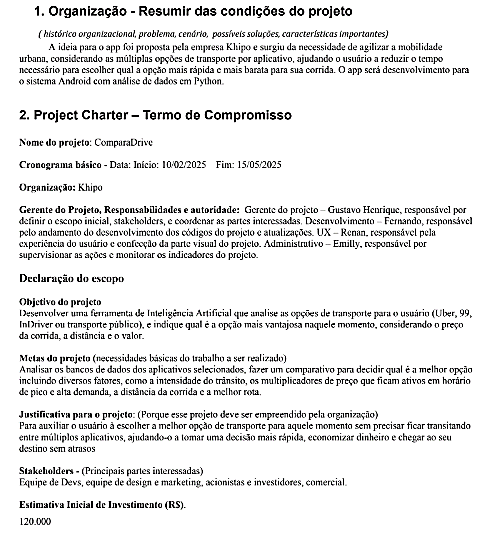 1. Organização - Resumir das condições do projeto
( histórico organizacional, problema, cenário, possíveis soluções, características importantes)
A ideia para o app foi proposta pela empresa Khipo e surgiu da necessidade de agilizar a mobilidade
urbana, considerando as múltiplas opções de transporte por aplicativo, ajudando o usuário a reduzir o tempo
necessário para escolher qual a opção mais rápida e mais barata para sua corrida. O app será desenvolvimento para
o sistema Android com análise de dados em Python.
2. Project Charter – Termo de Compromisso
Nome do projeto: ComparaDrive
Cronograma básico - Data: Início: 10/02/2025 Fim: 15/05/2025
Organização: Khipo
Gerente do Projeto, Responsabilidades e autoridade: Gerente do projeto – Gustavo Henrique, responsável por
definir o escopo inicial, stakeholders, e coordenar as partes interessadas. Desenvolvimento – Fernando, responsável
pelo andamento do desenvolvimento dos códigos do projeto e atualizações. UX – Renan, responsável pela
experiência do usuário e confecção da parte visual do projeto. Administrativo – Emilly, responsável por
supervisionar as ações e monitorar os indicadores do projeto.
Declaração do escopo
Objetivo do projeto
Desenvolver uma ferramenta de Inteligência Artificial que analise as opções de transporte para o usuário (Uber, 99,
InDriver ou transporte público), e indique qual é a opção mais vantajosa naquele momento, considerando o preço
da corrida, a distância e o valor.
Metas do projeto (necessidades básicas do trabalho a ser realizado)
Analisar os bancos de dados dos aplicativos selecionados, fazer um comparativo para decidir qual é a melhor opção
incluindo diversos fatores, como a intensidade do trânsito, os multiplicadores de preço que ficam ativos em horário
de pico e alta demanda, a distância da corrida e a melhor rota.
Justificativa para o projeto: (Porque esse projeto deve ser empreendido pela organização)
Para auxiliar o usuário à escolher a melhor opção de transporte para aquele momento sem precisar ficar transitando
entre múltiplos aplicativos, ajudando-o a tomar uma decisão mais rápida, economizar dinheiro e chegar ao seu
destino sem atrasos
Stakeholders - (Principais partes interessadas)
Equipe de Devs, equipe de design e marketing, acionistas e investidores, comercial.
Estimativa Inicial de Investimento (R$).
120.000